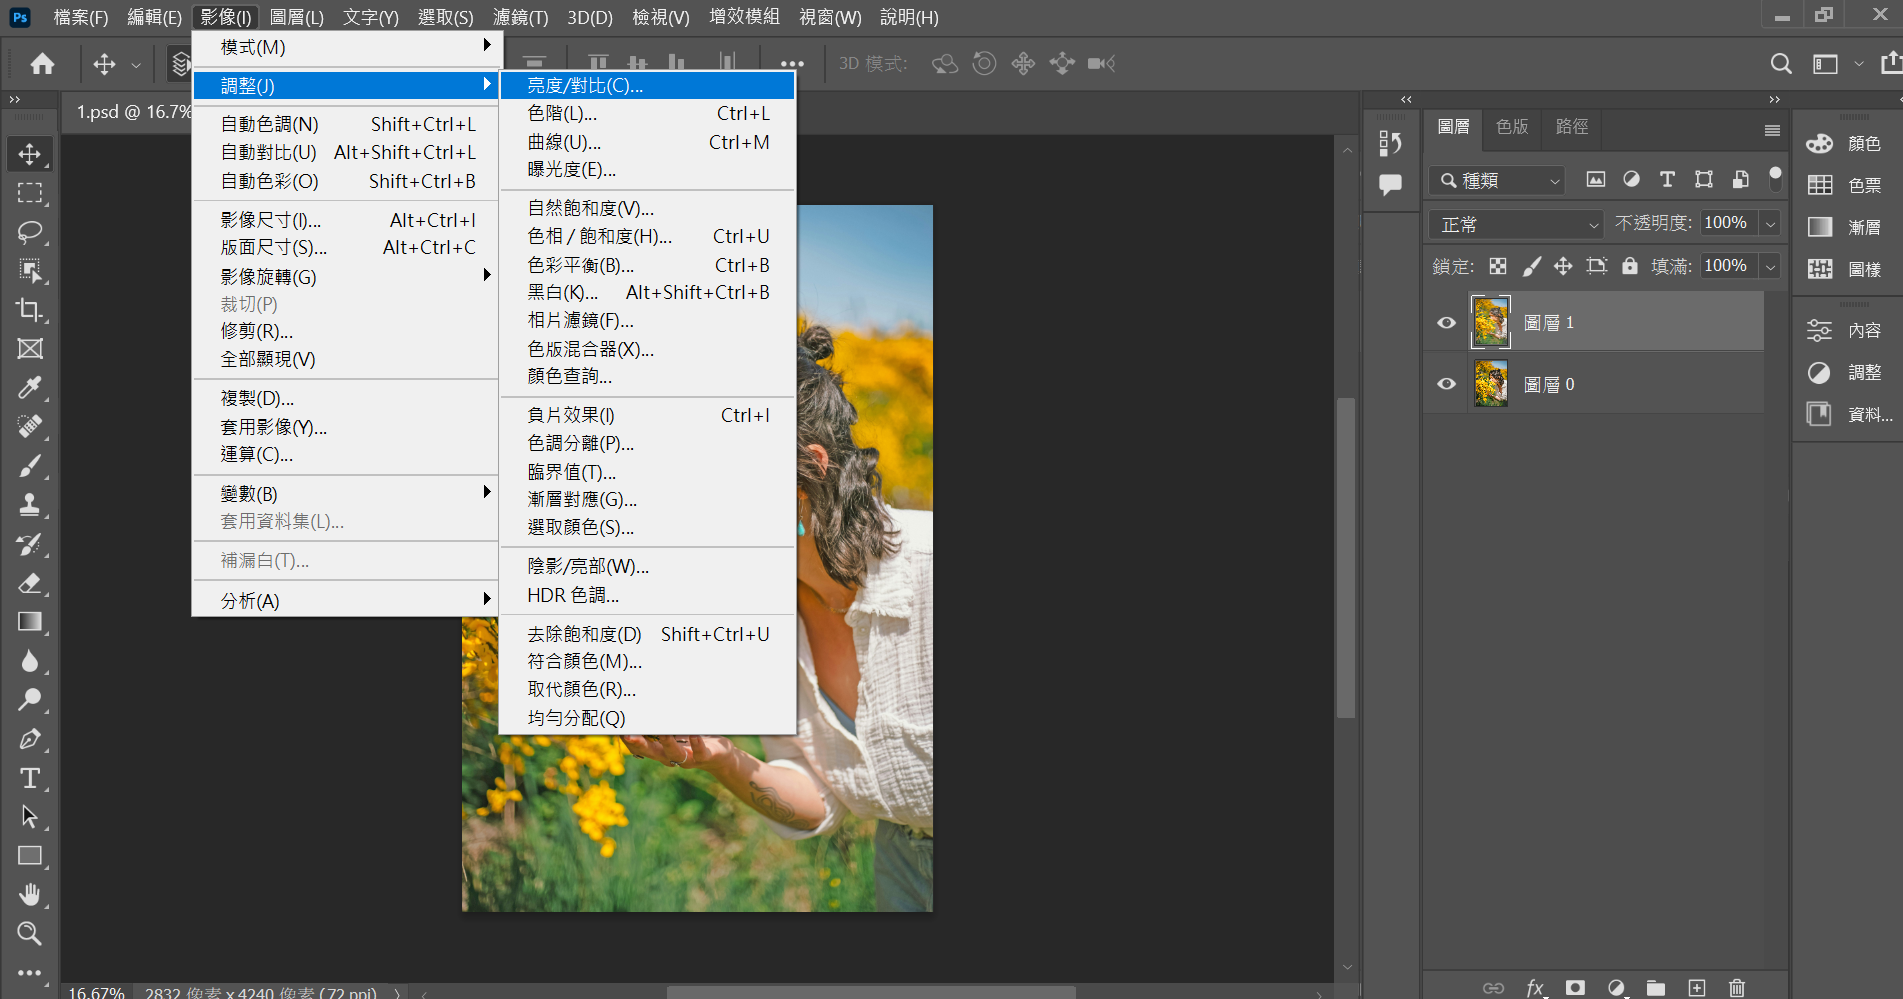 Ps 檔案(F) 編輯(E) 影像(I) 圖層(L) 文字(Y) 選取(S) 濾鏡(T) 3D(D) 檢視(V) 增效模組 視窗(W) 說明(H)
3D 模式:
1.psd @ 16.7%
模式(M)
調整(J)
自動色調(N) Shift+Ctrl+L
自動對比(U) Alt+Shift+Ctrl+L
自動色彩(O) Shift+Ctrl+B
影像尺寸(I)... Alt+Ctrl+I
版面尺寸(S)... Alt+Ctrl+C
影像旋轉(G)
裁切(P)
修剪(R)...
全部顯現(V)
複製(D)...
套用影像(Y)...
運算(C)...
變數(B)
套用資料集(L)...
補漏白(T)...
分析(A)
亮度/對比(C)...
色階(L)... Ctrl+L
曲線(U)... Ctrl+M
曝光度(E)...
自然飽和度(V)...
色相 / 飽和度(H)... Ctrl+U
色彩平衡(B)... Ctrl+B
黑白(K)... Alt+Shift+Ctrl+B
相片濾鏡(F)...
色版混合器(X)...
顏色查詢...
負片效果(I) Ctrl+I
色調分離(P)...
臨界值(T)...
漸層對應(G)...
選取顏色(S)...
陰影/亮部(W)...
HDR 色調...
去除飽和度(D) Shift+Ctrl+U
符合顏色(M)...
取代顏色(R)...
均勻分配(Q)
圖層 色版 路徑
種類
正常 不透明度: 100%
鎖定: 填滿: 100%
圖層 1
圖層 0
顏色
色票
漸層
圖樣
內容
調整
資料...
16.67% 2832 像素 x 4240 像素 (72 ppi)
fx